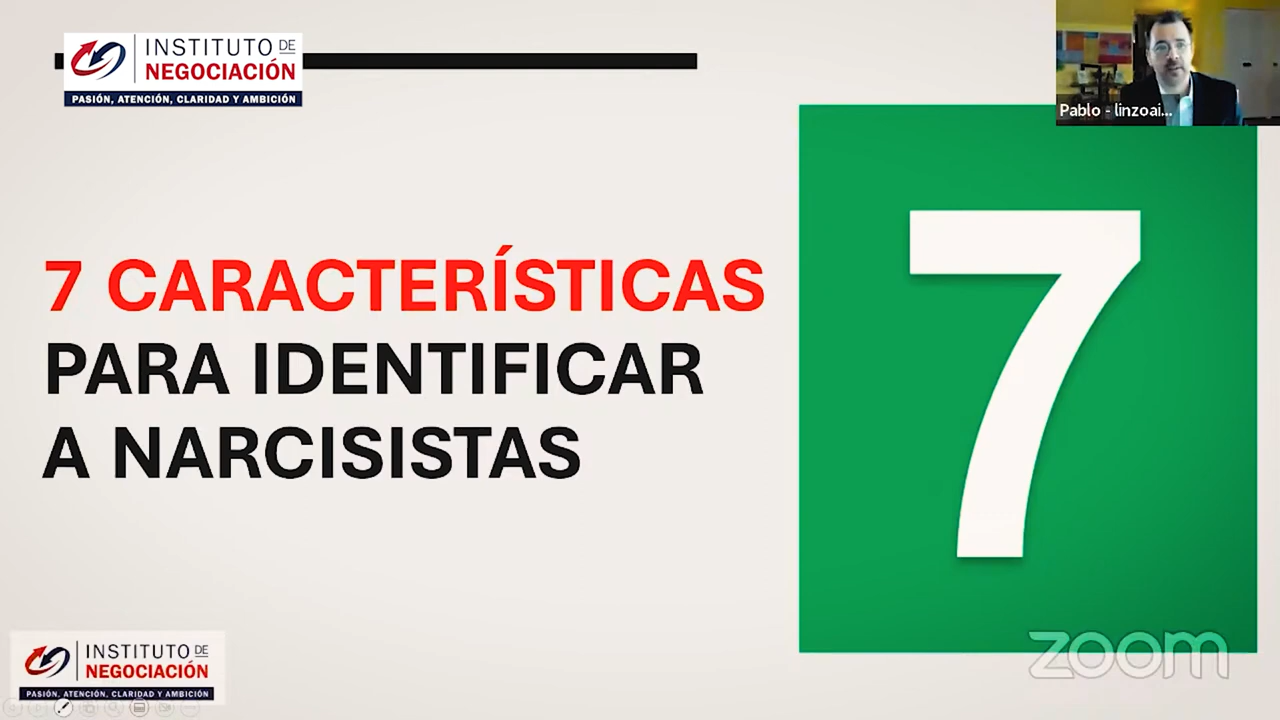 INSTITUTO DE
NEGOCIACIÓN
PASIÓN, ATENCIÓN, CLARIDAD Y AMBICIÓN
Pablo - linzoai...
7 CARACTERÍSTICAS
PARA IDENTIFICAR
A NARCISISTAS
7
zoom
INSTITUTO DE
NEGOCIACIÓN
PASIÓN, ATENCIÓN, CLARIDAD Y AMBICIÓN